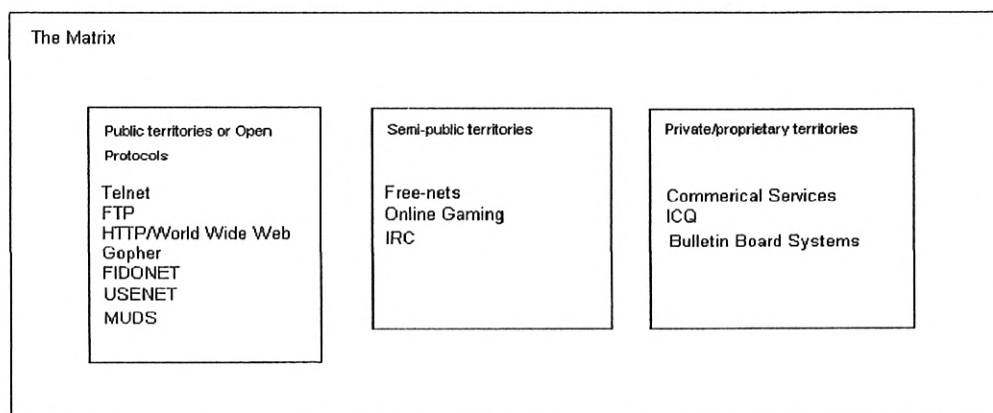 The Matrix
Public territories or Open
Protocols
Telnet
FTP
HTTP/World Wide Web
Gopher
FIDONET
USENET
MUDS
Semi-public territories
Free-nets
Online Gaming
IRC
Private/proprietary territories
Commerical Services
ICQ
Bulletin Board Systems